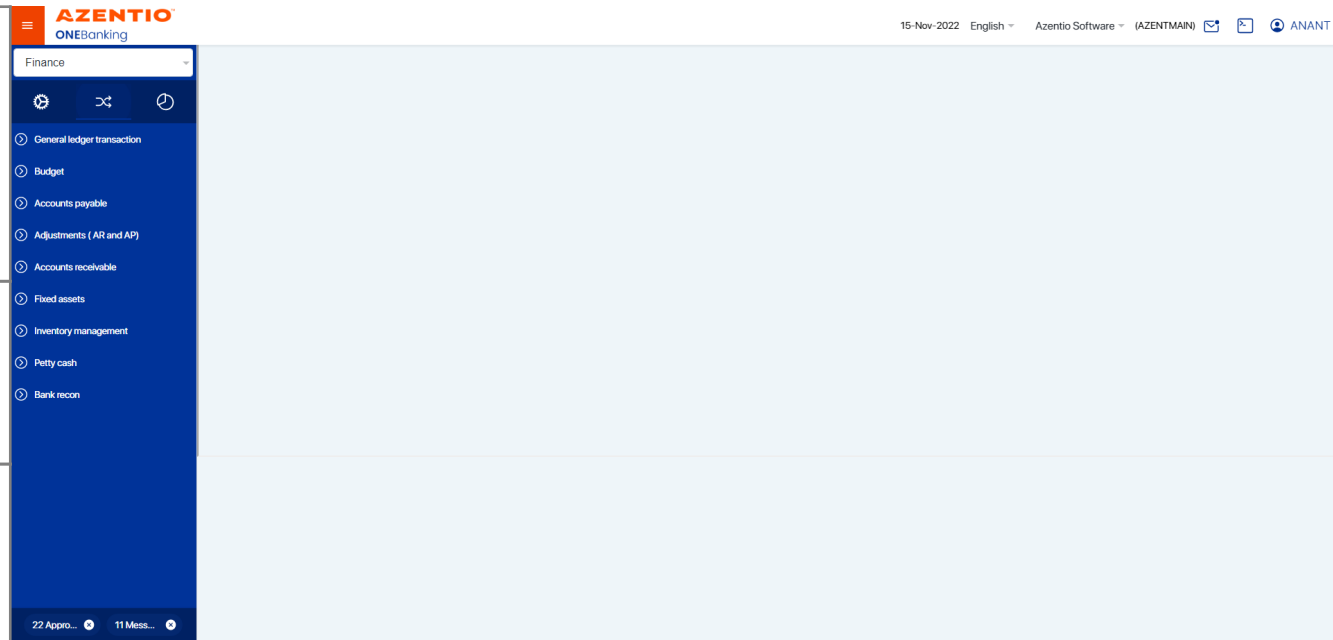 AZENTIO™
ONEBanking
15-Nov-2022 English Azentio Software (AZENTMAIN) ANANT
Finance
General ledger transaction
Budget
Accounts payable
Adjustments ( AR and AP)
Accounts receivable
Fixed assets
Inventory management
Petty cash
Bank recon
22 Appro... 11 Mess...